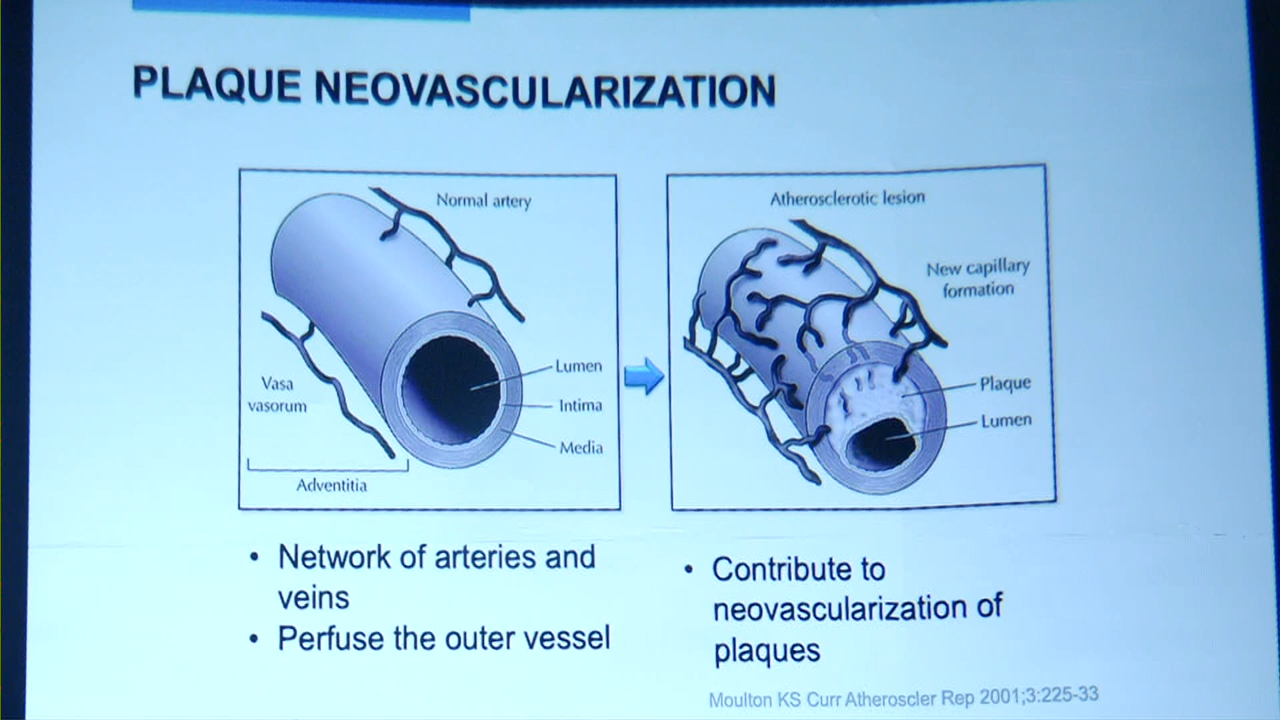 PLAQUE NEOVASCULARIZATION
Normal artery
Lumen
Intima
Media
Vasa
vasorum
Adventitia
Atherosclerotic lesion
New capillary
formation
Plaque
Lumen
• Network of arteries and
veins
• Perfuse the outer vessel
• Contribute to
neovascularization of
plaques
Moulton KS Curr Atheroscler Rep 2001;3:225-33